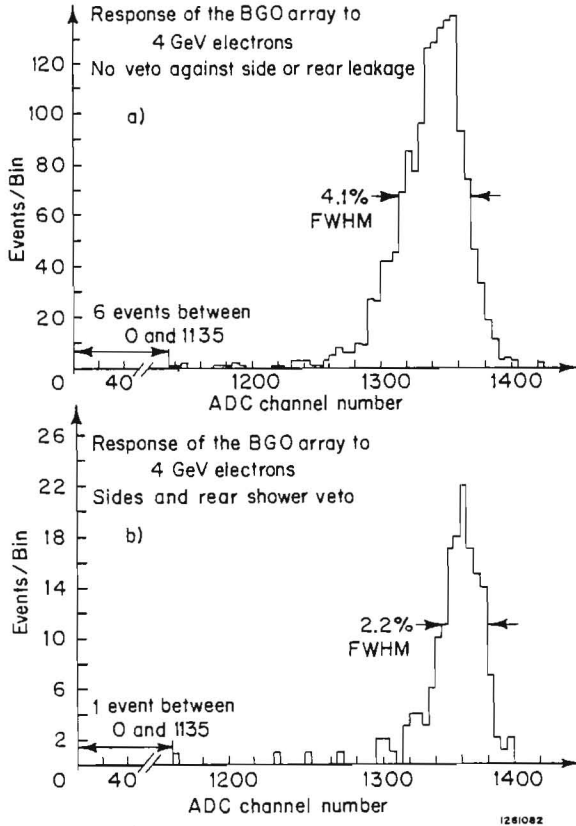 Response of the BGO array to
4 GeV electrons
No veto against side or rear leakage
a)
120
100
80
60
40
20
0
Events/Bin
4.1%
FWHM
6 events between
0 and 1135
40
1200
1300
1400
ADC channel number
26
22
18
14
10
6
2
0
Events/Bin
Response of the BGO array to
4 GeV electrons
Sides and rear shower veto
b)
2.2%
FWHM
1 event between
0 and 1135
40
1200
1300
1400
ADC channel number
1261082